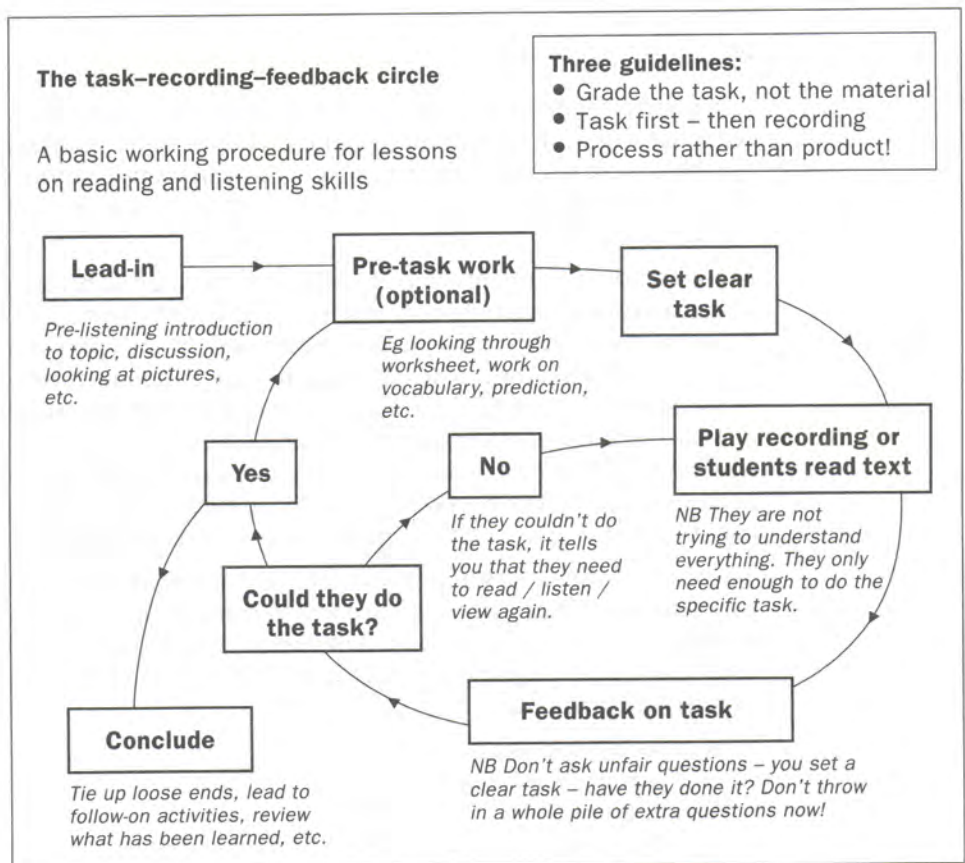 The task–recording–feedback circle
A basic working procedure for lessons
on reading and listening skills
Three guidelines:
● Grade the task, not the material
● Task first – then recording
● Process rather than product!
Lead-in
Pre-listening introduction
to topic, discussion,
looking at pictures,
etc.
Pre-task work
(optional)
Eg looking through
worksheet, work on
vocabulary, prediction,
etc.
Set clear
task
Play recording or
students read text
NB They are not
trying to understand
everything. They only
need enough to do the
specific task.
Feedback on task
NB Don't ask unfair questions – you set a
clear task – have they done it? Don't throw
in a whole pile of extra questions now!
Could they do
the task?
No
If they couldn't do
the task, it tells
you that they need
to read / listen /
view again.
Yes
Conclude
Tie up loose ends, lead to
follow-on activities, review
what has been learned, etc.